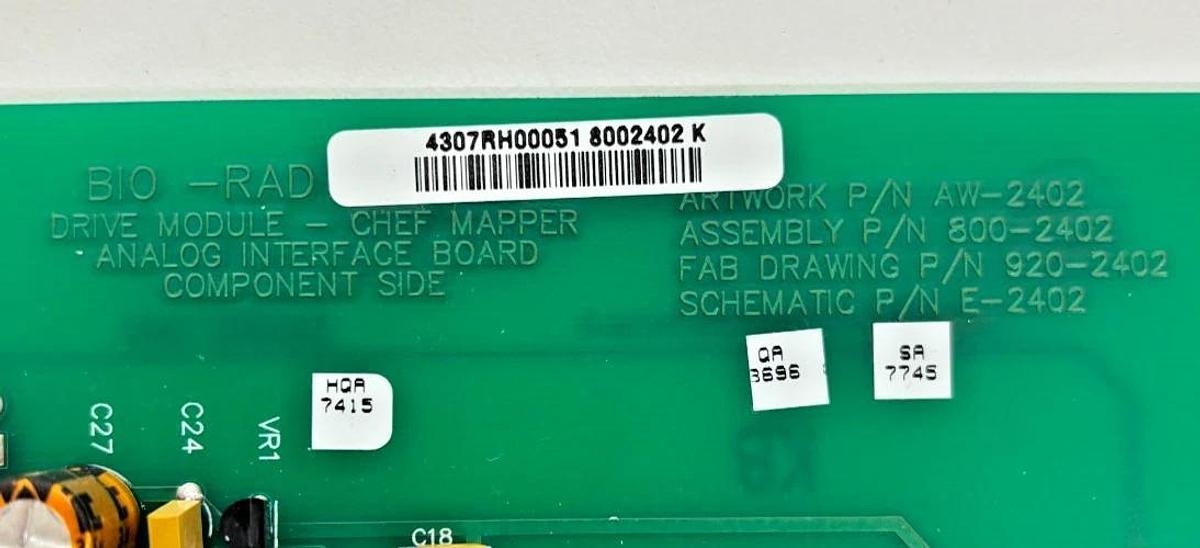 4307RH00051 8002402 K
BIO -RAD
DRIVE MODULE - CHEF MAPPER
ANALOG INTERFACE BOARD
COMPONENT SIDE
ARTWORK P/N AW-2402
ASSEMBLY P/N 800-2402
FAB DRAWING P/N 920-2402
SCHEMATIC P/N E-2402
QA
3696
SA
7745
HQA
7415
C27
C24
VR1
C18